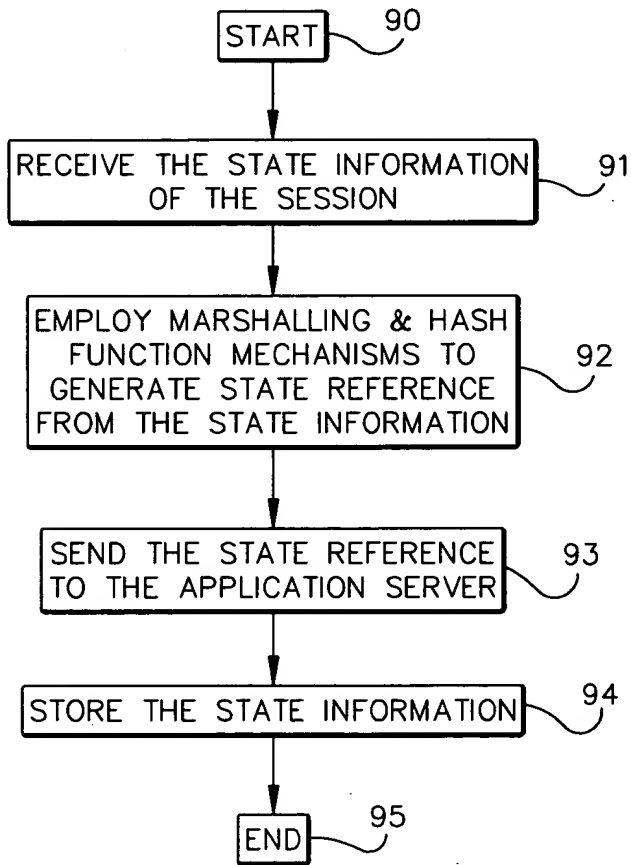 START
90
RECEIVE THE STATE INFORMATION
OF THE SESSION
91
EMPLOY MARSHALLING & HASH
FUNCTION MECHANISMS TO
GENERATE STATE REFERENCE
FROM THE STATE INFORMATION
92
SEND THE STATE REFERENCE
TO THE APPLICATION SERVER
93
STORE THE STATE INFORMATION
94
END
95